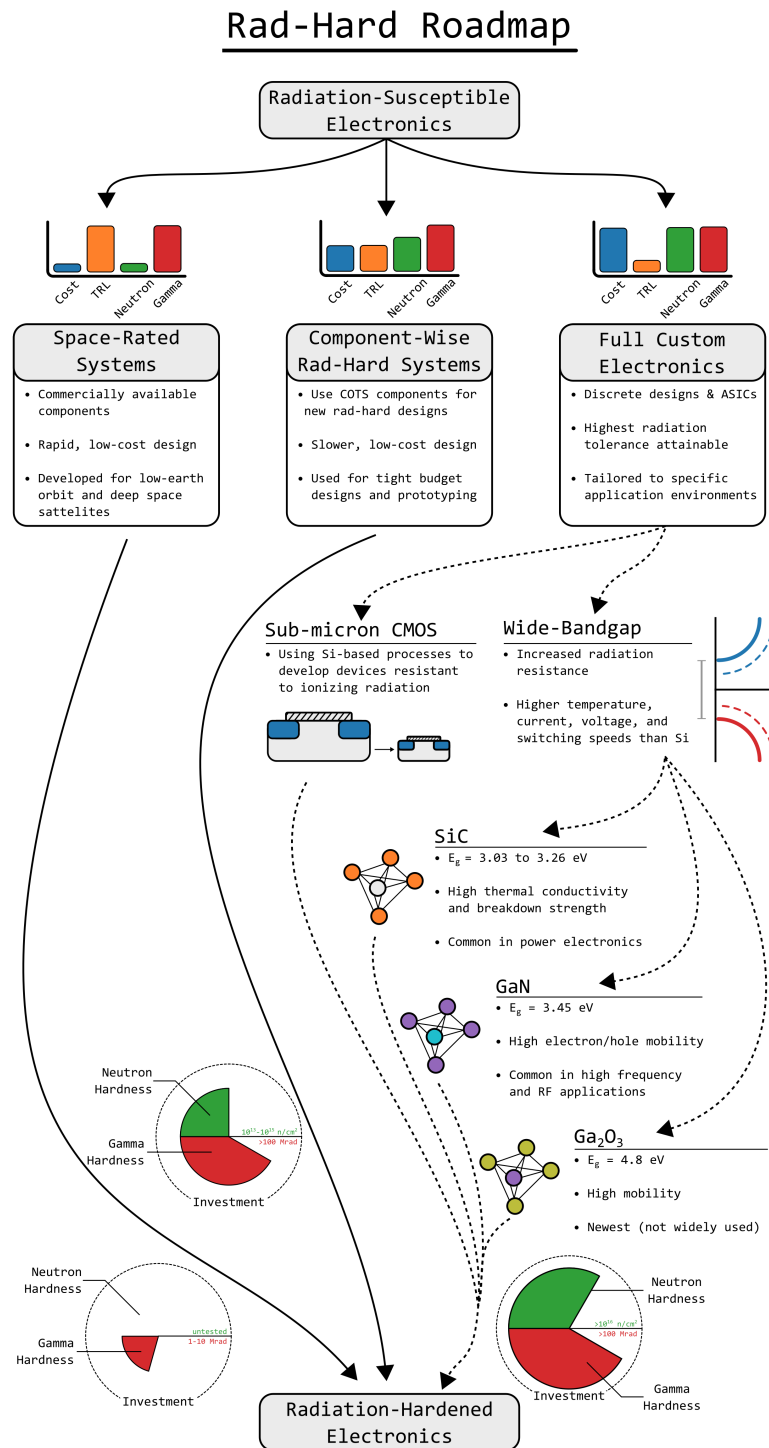 Rad-Hard Roadmap
Radiation-Susceptible
Electronics
Cost
TRL
Neutron
Gamma
Cost
TRL
Neutron
Gamma
Cost
TRL
Neutron
Gamma
Space-Rated
Systems
• Commercially available
components
• Rapid, low-cost design
• Developed for low-earth
orbit and deep space
sattelites
Component-Wise
Rad-Hard Systems
• Use COTS components for
new rad-hard designs
• Slower, low-cost design
• Used for tight budget
designs and prototyping
Full Custom
Electronics
• Discrete designs & ASICs
• Highest radiation
tolerance attainable
• Tailored to specific
application environments
Sub-micron CMOS
• Using Si-based processes to
develop devices resistant
to ionizing radiation
Wide-Bandgap
• Increased radiation
resistance
• Higher temperature,
current, voltage, and
switching speeds than Si
SiC
• Eg = 3.03 to 3.26 eV
• High thermal conductivity
and breakdown strength
• Common in power electronics
GaN
• Eg = 3.45 eV
• High electron/hole mobility
• Common in high frequency
and RF applications
Ga₂O₃
• Eg = 4.8 eV
• High mobility
• Newest (not widely used)
Neutron
Hardness
Gamma
Hardness
10¹³-10¹⁵ n/cm²
>100 Mrad
Investment
Neutron
Hardness
Gamma
Hardness
untested
1-10 Mrad
Investment
Neutron
Hardness
>10¹⁶ n/cm²
>100 Mrad
Gamma
Hardness
Investment
Radiation-Hardened
Electronics